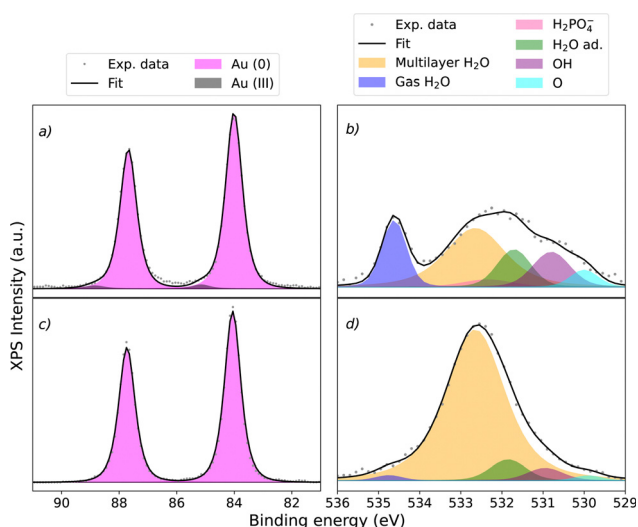 Exp. data
Fit
Au (0)
Au (III)
Exp. data
Fit
Multilayer H₂O
Gas H₂O
H₂PO₄⁻
H₂O ad.
OH
O
XPS Intensity (a.u.)
a)
b)
c)
d)
90 88 86 84 82
536 535 534 533 532 531 530 529
Binding energy (eV)